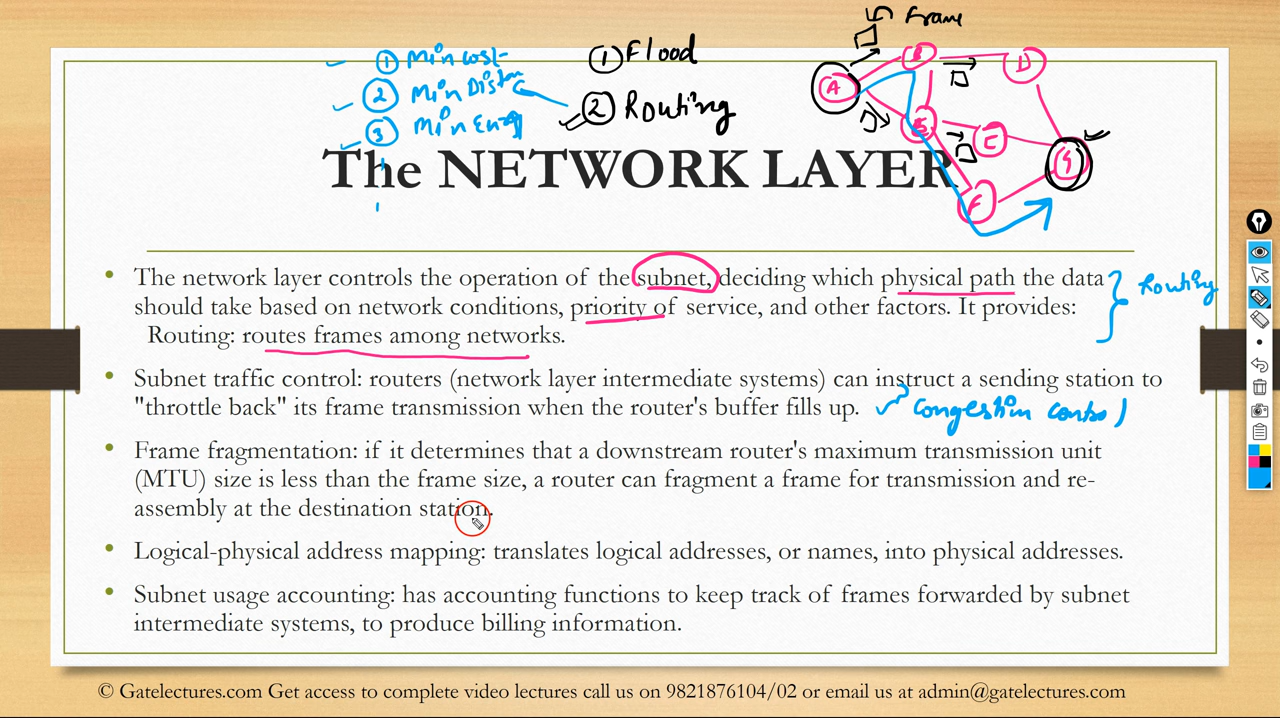 Frame
① Min Cost
② Min Dist
③ Min Energy
① Flood
② Routing
A
B
D
E
G
F
The NETWORK LAYER
• The network layer controls the operation of the subnet, deciding which physical path the data
should take based on network conditions, priority of service, and other factors. It provides:
Routing: routes frames among networks.
Routing
• Subnet traffic control: routers (network layer intermediate systems) can instruct a sending station to
"throttle back" its frame transmission when the router's buffer fills up.
Congestion control
• Frame fragmentation: if it determines that a downstream router's maximum transmission unit
(MTU) size is less than the frame size, a router can fragment a frame for transmission and re-
assembly at the destination station.
• Logical-physical address mapping: translates logical addresses, or names, into physical addresses.
• Subnet usage accounting: has accounting functions to keep track of frames forwarded by subnet
intermediate systems, to produce billing information.
© Gatelectures.com Get access to complete video lectures call us on 9821876104/02 or email us at admin@gatelectures.com